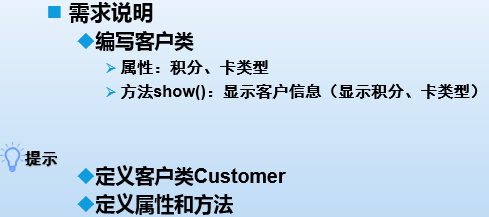 需求说明
编写客户类
属性：积分、卡类型
方法show()：显示客户信息（显示积分、卡类型）
提示
定义客户类Customer
定义属性和方法